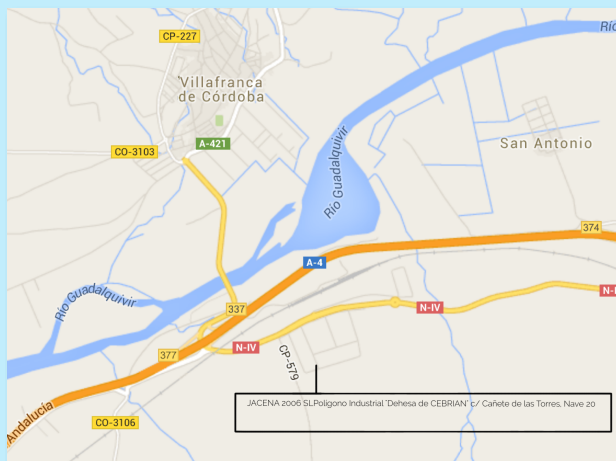 CP-227
Río
Villafranca
de Córdoba
A-421
San Antonio
CO-3103
Río Guadalquivir
374
A-4
Río Guadalquivir
N-I
337
N-IV
N-IV
377
CP-579
JACENA 2006 SL.Poligono Industrial "Dehesa de CEBRIAN" c/ Cañete de las Torres, Nave 20
Andalucía
CO-3106